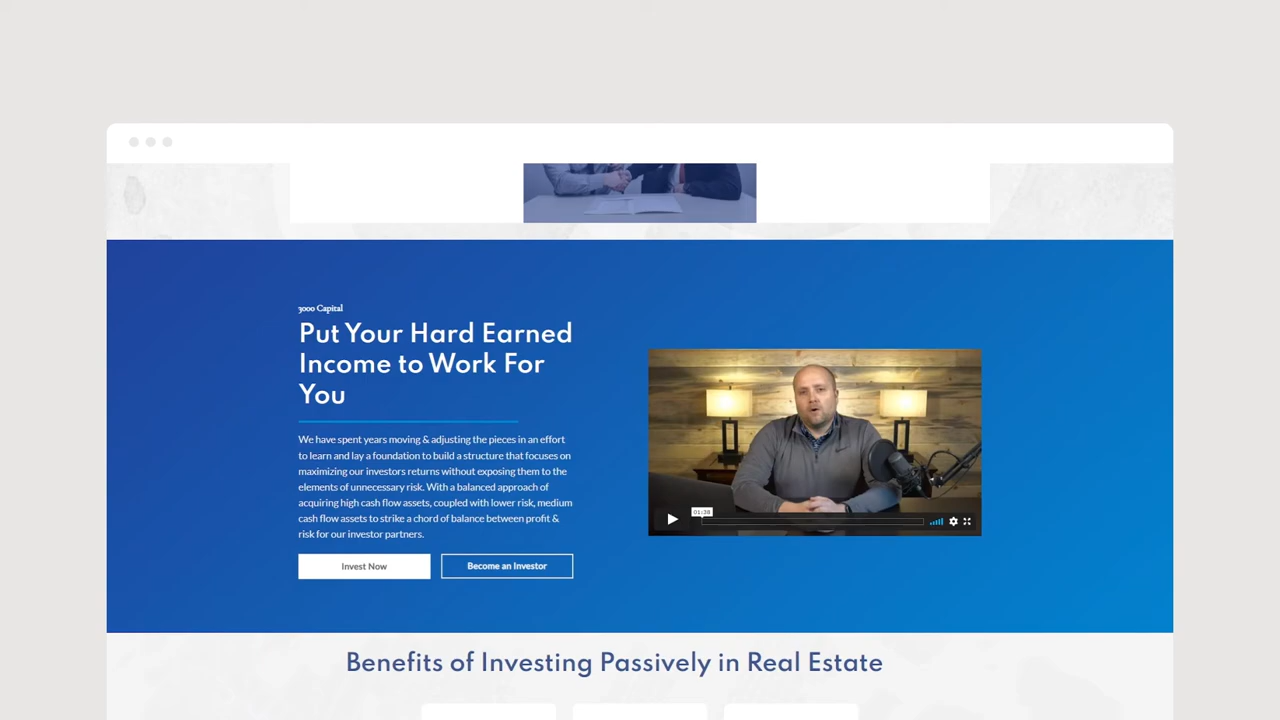 3000 Capital
Put Your Hard Earned
Income to Work For
You
We have spent years moving & adjusting the pieces in an effort
to learn and lay a foundation to build a structure that focuses on
maximizing our investors returns without exposing them to the
elements of unnecessary risk. With a balanced approach of
acquiring high cash flow assets, coupled with lower risk, medium
cash flow assets to strike a chord of balance between profit &
risk for our investor partners.
Invest Now
Become an Investor
01:38
Benefits of Investing Passively in Real Estate